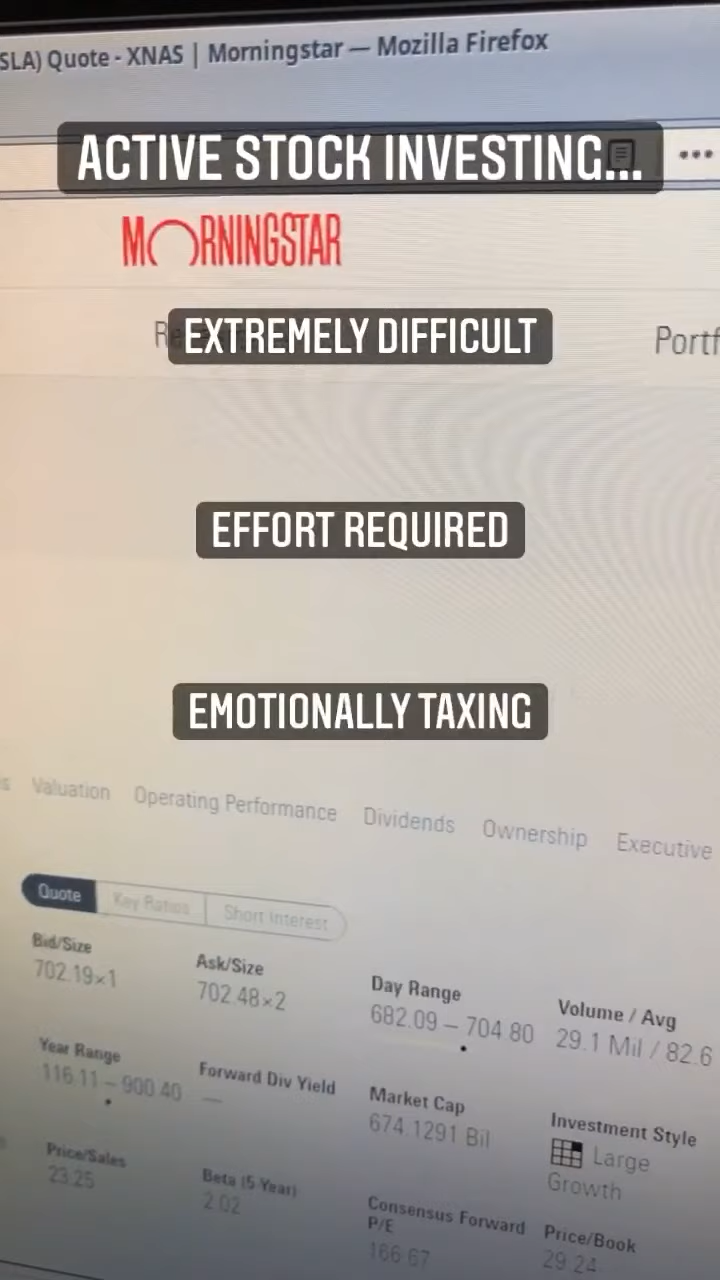 SLA) Quote - XNAS | Morningstar — Mozilla Firefox
ACTIVE STOCK INVESTING...
MORNINGSTAR
EXTREMELY DIFFICULT
Portf
EFFORT REQUIRED
EMOTIONALLY TAXING
s Valuation Operating Performance Dividends Ownership Executive
Quote Key Ratios Short Interest
Bid/Size Ask/Size Day Range Volume / Avg
702.19×1 702.48×2 682.09 – 704.80 29.1 Mil / 82.6
Year Range Forward Div Yield Market Cap Investment Style
116.11 – 900.40 — 674.1291 Bil Large
Growth
Price/Sales Beta (5 Year) Consensus Forward Price/Book
P/E
23.25 2.02 166.67 29.24